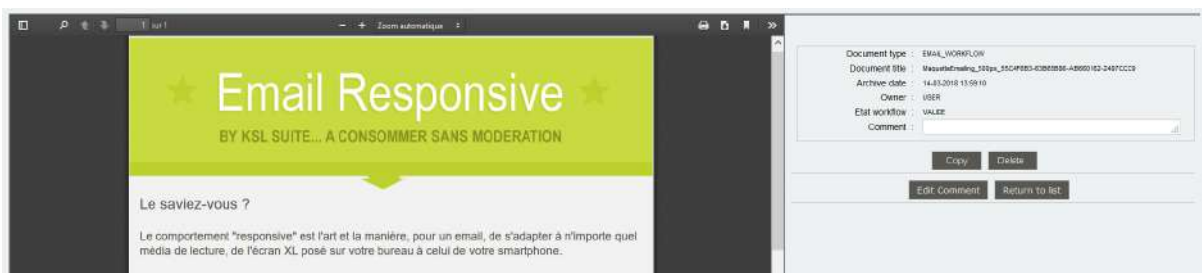 1 sur 1
Zoom automatique
Email Responsive
BY KSL SUITE... A CONSOMMER SANS MODERATION
Le saviez-vous ?
Le comportement "responsive" est l'art et la manière, pour un email, de s'adapter à n'importe quel
média de lecture, de l'écran XL posé sur votre bureau à celui de votre smartphone.
Document type : EMAIL_WORKFLOW
Document title :
Archive date : 14-03-2018 13:59:10
Owner : USER
Etat workflow :
Comment :
Copy Delete
Edit Comment Return to list